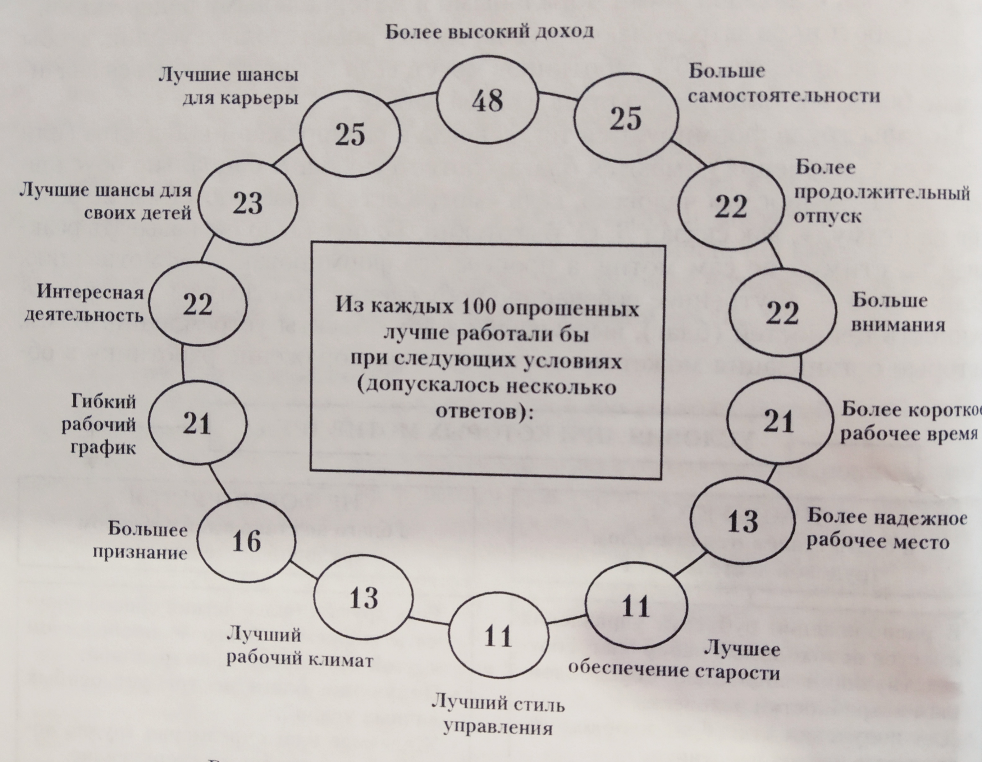 Более высокий доход
48
Больше
самостоятельности
25
Более
продолжительный
отпуск
22
Больше
внимания
22
Более коротко
рабочее время
21
Более надежное
рабочее место
13
Лучшее
обеспечение старости
11
Лучший стиль
управления
11
Лучший
рабочий климат
13
Большее
признание
16
Гибкий
рабочий
график
21
Интересная
деятельность
22
Лучшие шансы для
своих детей
23
Лучшие шансы
для карьеры
25
Из каждых 100 опрошенных
лучше работали бы
при следующих условиях
(допускалось несколько
ответов):